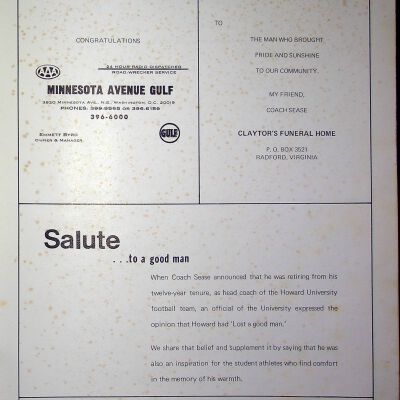 CONGRATULATIONS
AAA
24 HOUR RADIO DISPATCHED
ROAD-WRECKER SERVICE
MINNESOTA AVENUE GULF
3830 MINNESOTA AVE., N.E., WASHINGTON, D.C. 20019
PHONES: 399-9565 OR 396-6159
396-6000
EMMETT BYRD
OWNER & MANAGER
GULF
TO
THE MAN WHO BROUGHT
PRIDE AND SUNSHINE
TO OUR COMMUNITY.
MY FRIEND,
COACH SEASE
CLAYTOR'S FUNERAL HOME
P. O. BOX 3521
RADFORD, VIRGINIA
Salute
. . .to a good man
When Coach Sease announced that he was retiring from his
twelve-year tenure, as head coach of the Howard University
football team, an official of the University expressed the
opinion that Howard had 'Lost a good man.'
We share that belief and supplement it by saying that he was
also an inspiration for the student athletes who find comfort
in the memory of his warmth.